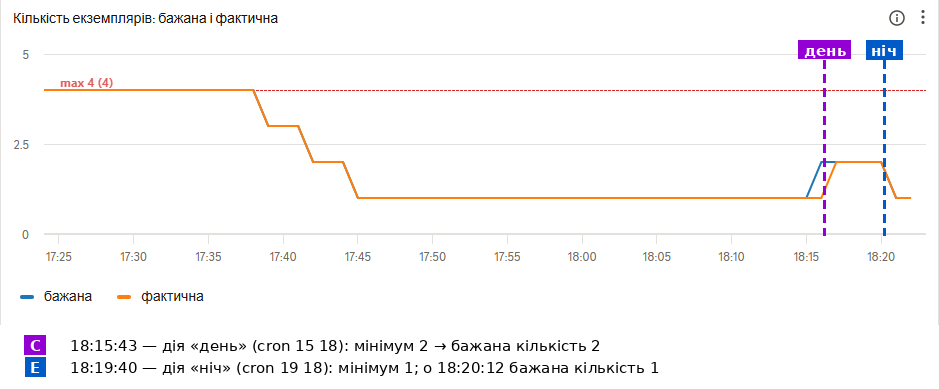 Кількість екземплярів: бажана і фактична
день
ніч
5
max 4 (4)
2.5
0
17:25
17:30
17:35
17:40
17:45
17:50
17:55
18:00
18:05
18:10
18:15
18:20
бажана
фактична
C 18:15:43 — дія «день» (cron 15 18): мінімум 2 → бажана кількість 2
E 18:19:40 — дія «ніч» (cron 19 18): мінімум 1; о 18:20:12 бажана кількість 1